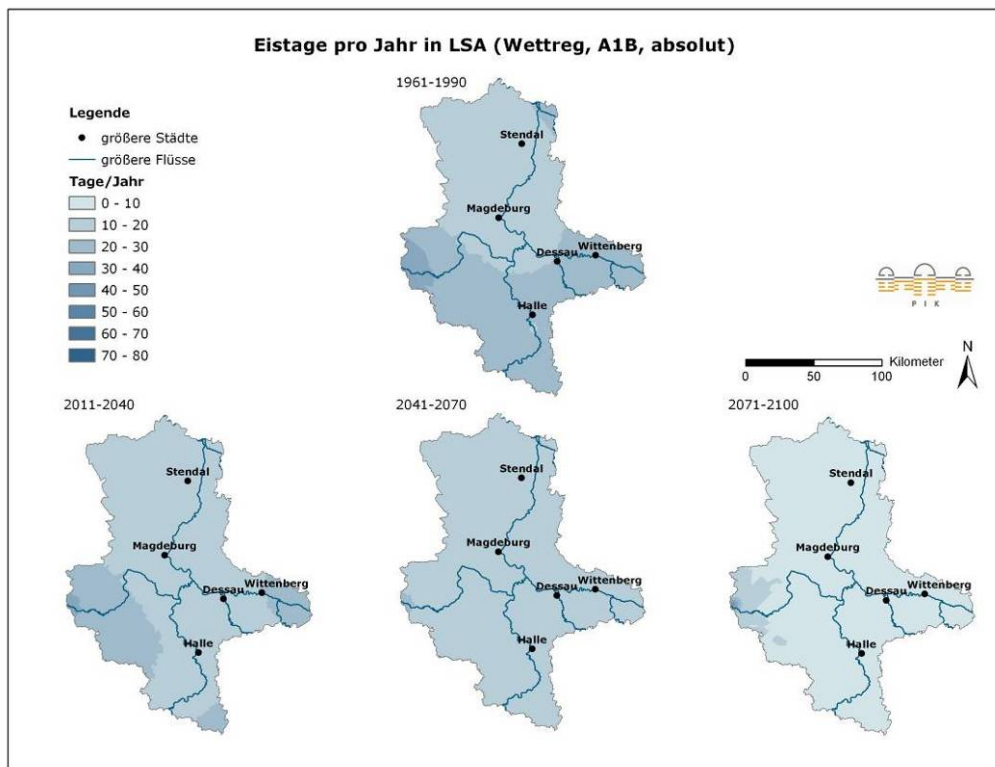 Eistage pro Jahr in LSA (Wettreg, A1B, absolut)
1961-1990
Legende
größere Städte
größere Flüsse
Tage/Jahr
0 - 10
10 - 20
20 - 30
30 - 40
40 - 50
50 - 60
60 - 70
70 - 80
Stendal
Magdeburg
Dessau
Wittenberg
Halle
P I K
N
Kilometer
0 50 100
2011-2040
Stendal
Magdeburg
Dessau
Wittenberg
Halle
2041-2070
Stendal
Magdeburg
Dessau
Wittenberg
Halle
2071-2100
Stendal
Magdeburg
Dessau
Wittenberg
Halle